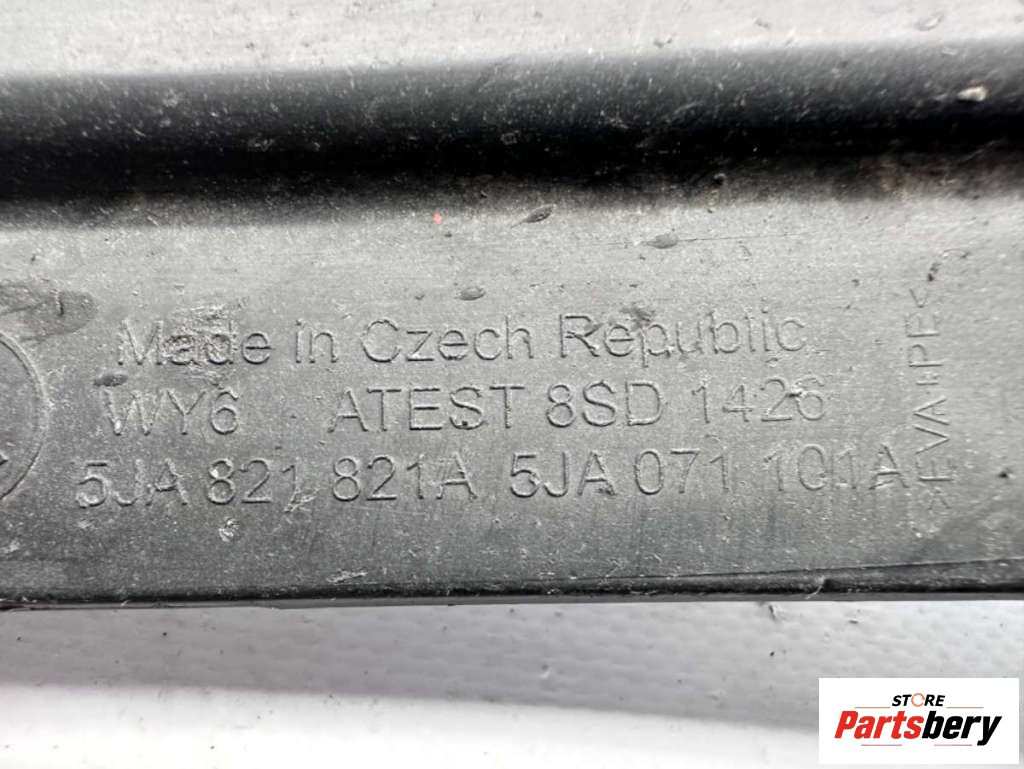 Made in Czech Republic
WY6 ATEST 8SD 1426
5JA 821 821A 5JA 071 101A
>EVA+PE<
STORE
Partsbery